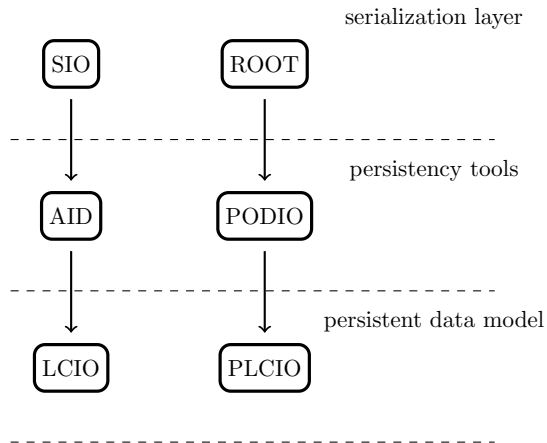 serialization layer
SIO
ROOT
persistency tools
AID
PODIO
persistent data model
LCIO
PLCIO